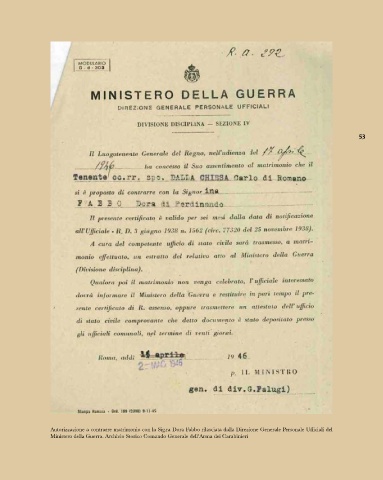 MODULARIO
G-d-203
R. A. 292
MINISTERO DELLA GUERRA
DIREZIONE GENERALE PERSONALE UFFICIALI
DIVISIONE DISCIPLINA — SEZIONE IV
53
Il Luogotenente Generale del Regno, nell'udienza del 17 aprile
1946 ha concesso il Suo assentimento al matrimonio che il
Tenente cc.rr. spe. DALLA CHIESA Carlo di Romano
si è proposto di contrarre con la Signorina
F A B B O Dora di Ferdinando
Il presente certificato è valido per sei mesi dalla data di notificazione
all'Ufficiale - R. D. 3 giugno 1938 n. 1562 (circ. 77520 del 25 novembre 1938).
A cura del competente ufficio di stato civile sarà trasmesso, a matri-
monio effettuato, un estratto del relativo atto al Ministero della Guerra
(Divisione disciplina).
Qualora poi il matrimonio non venga celebrato, l'ufficiale interessato
dovrà informare il Ministero della Guerra e restituire in pari tempo il pre-
sente certificato di R. assenso, oppure trasmettere un attestato dell'ufficio
di stato civile comprovante che detto documento è stato depositato presso
gli ufficiali comunali, nel termine di venti giorni.
Roma, addì 14 aprile 1946.
p. IL MINISTRO
gen. di div.G.Palugi)
Autorizzazione a contrarre matrimonio con la Sig.ra Dora Fabbo rilasciata dalla Direzione Generale Personale Ufficiali del
Ministero della Guerra. Archivio Storico Comando Generale dell'Arma dei Carabinieri